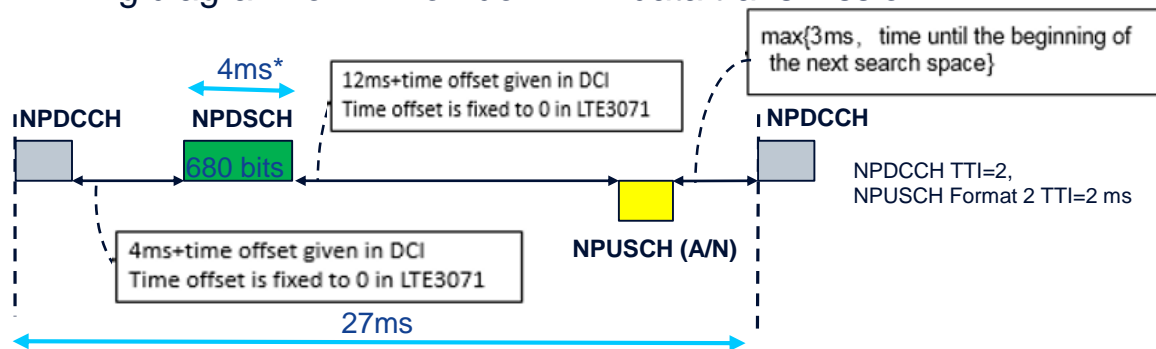 max{3ms, time until the beginning of
the next search space}
4ms*
12ms+time offset given in DCI
Time offset is fixed to 0 in LTE3071
NPDCCH
NPDSCH
NPDCCH
680 bits
NPDCCH TTI=2,
NPUSCH Format 2 TTI=2 ms
4ms+time offset given in DCI
Time offset is fixed to 0 in LTE3071
NPUSCH (A/N)
27ms